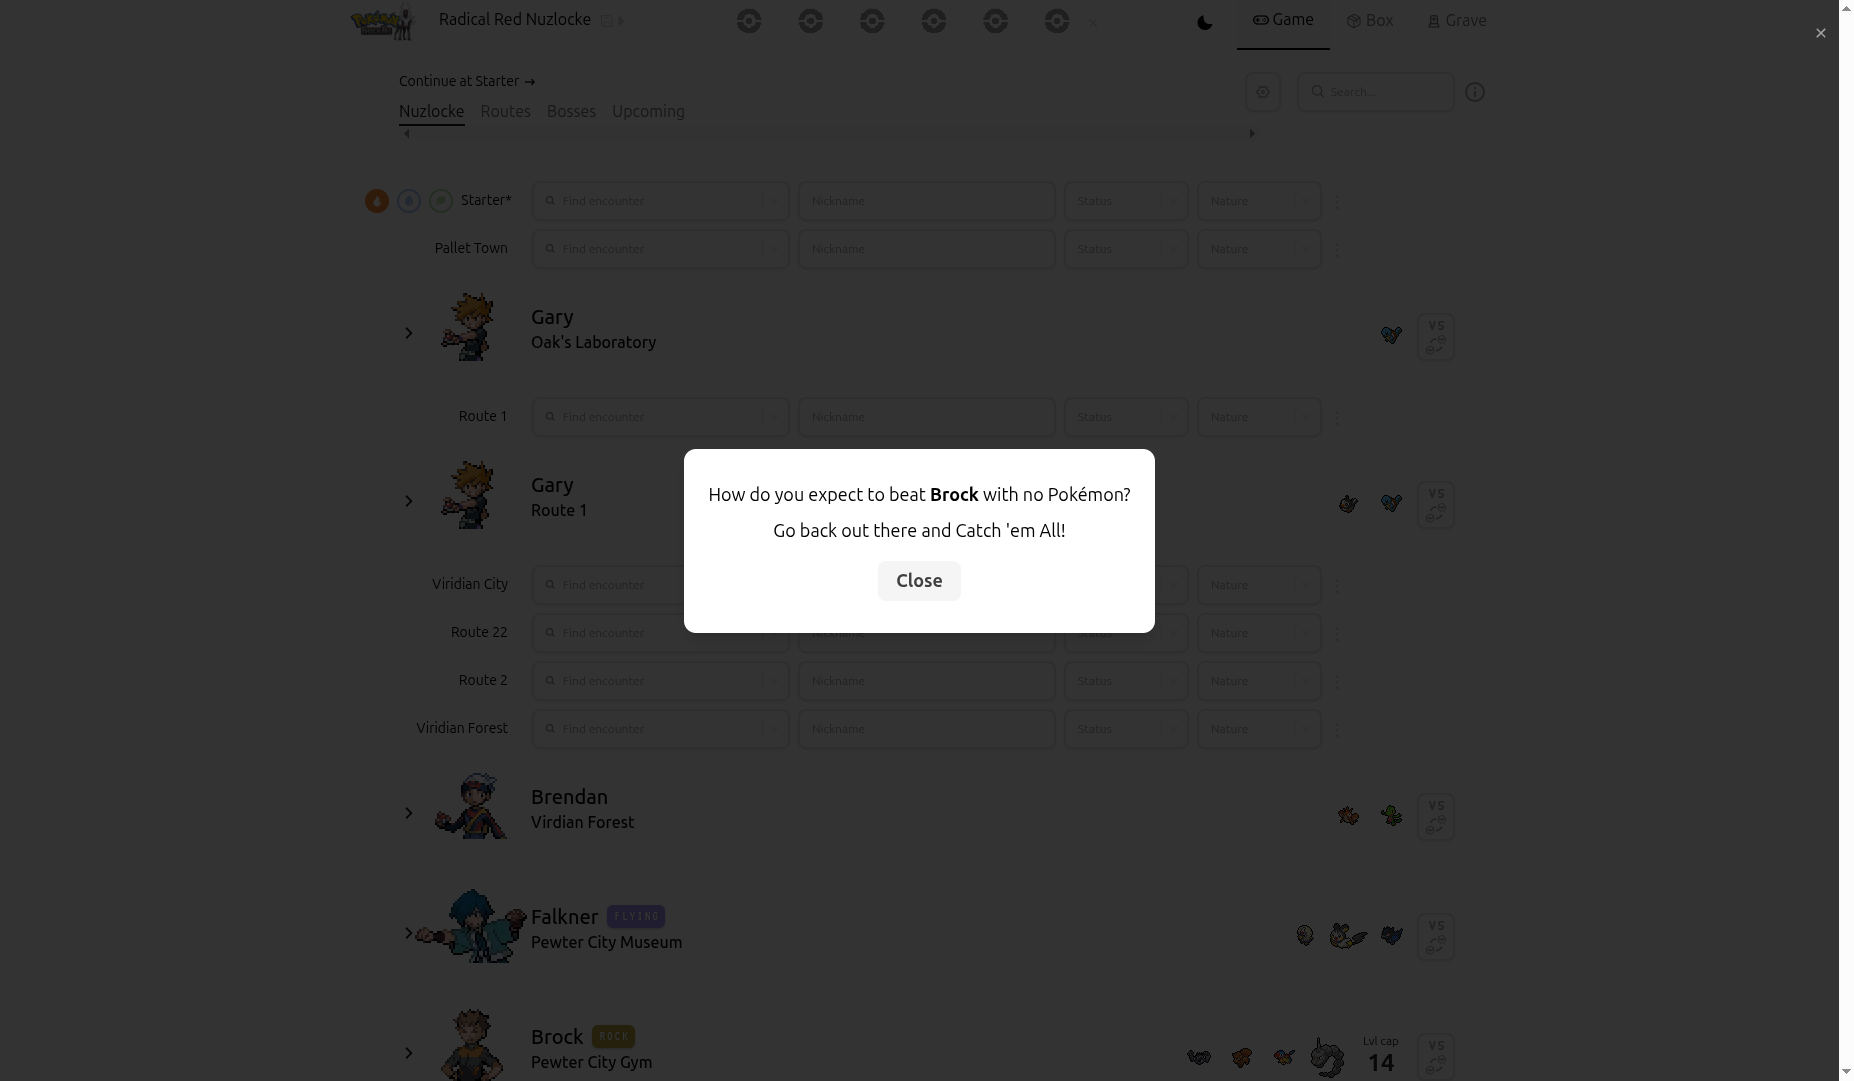 Radical Red Nuzlocke
Game
Box
Grave
Continue at Starter →
Nuzlocke
Routes
Bosses
Upcoming
Search...
Starter*
Find encounter
Nickname
Status
Nature
Pallet Town
Find encounter
Nickname
Status
Nature
Gary
Oak's Laboratory
VS
Route 1
Find encounter
Nickname
Status
Nature
Gary
Route 1
VS
How do you expect to beat Brock with no Pokémon?
Go back out there and Catch 'em All!
Close
Viridian City
Find encounter
Nature
Route 22
Find encounter
Nickname
Status
Nature
Route 2
Find encounter
Nickname
Status
Nature
Viridian Forest
Find encounter
Nickname
Status
Nature
Brendan
Virdian Forest
VS
Falkner
FLYING
Pewter City Museum
VS
Brock
ROCK
Pewter City Gym
Lvl cap
14
VS